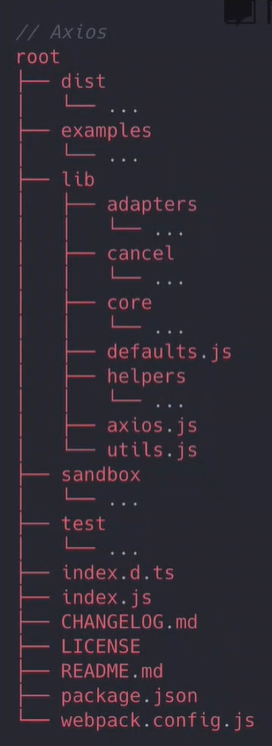 // Axios
root
├── dist
│   └── ...
├── examples
│   └── ...
├── lib
│   ├── adapters
│   │   └── ...
│   ├── cancel
│   │   └── ...
│   ├── core
│   │   └── ...
│   ├── defaults.js
│   ├── helpers
│   │   └── ...
│   ├── axios.js
│   └── utils.js
├── sandbox
│   └── ...
├── test
│   └── ...
├── index.d.ts
├── index.js
├── CHANGELOG.md
├── LICENSE
├── README.md
├── package.json
└── webpack.config.js